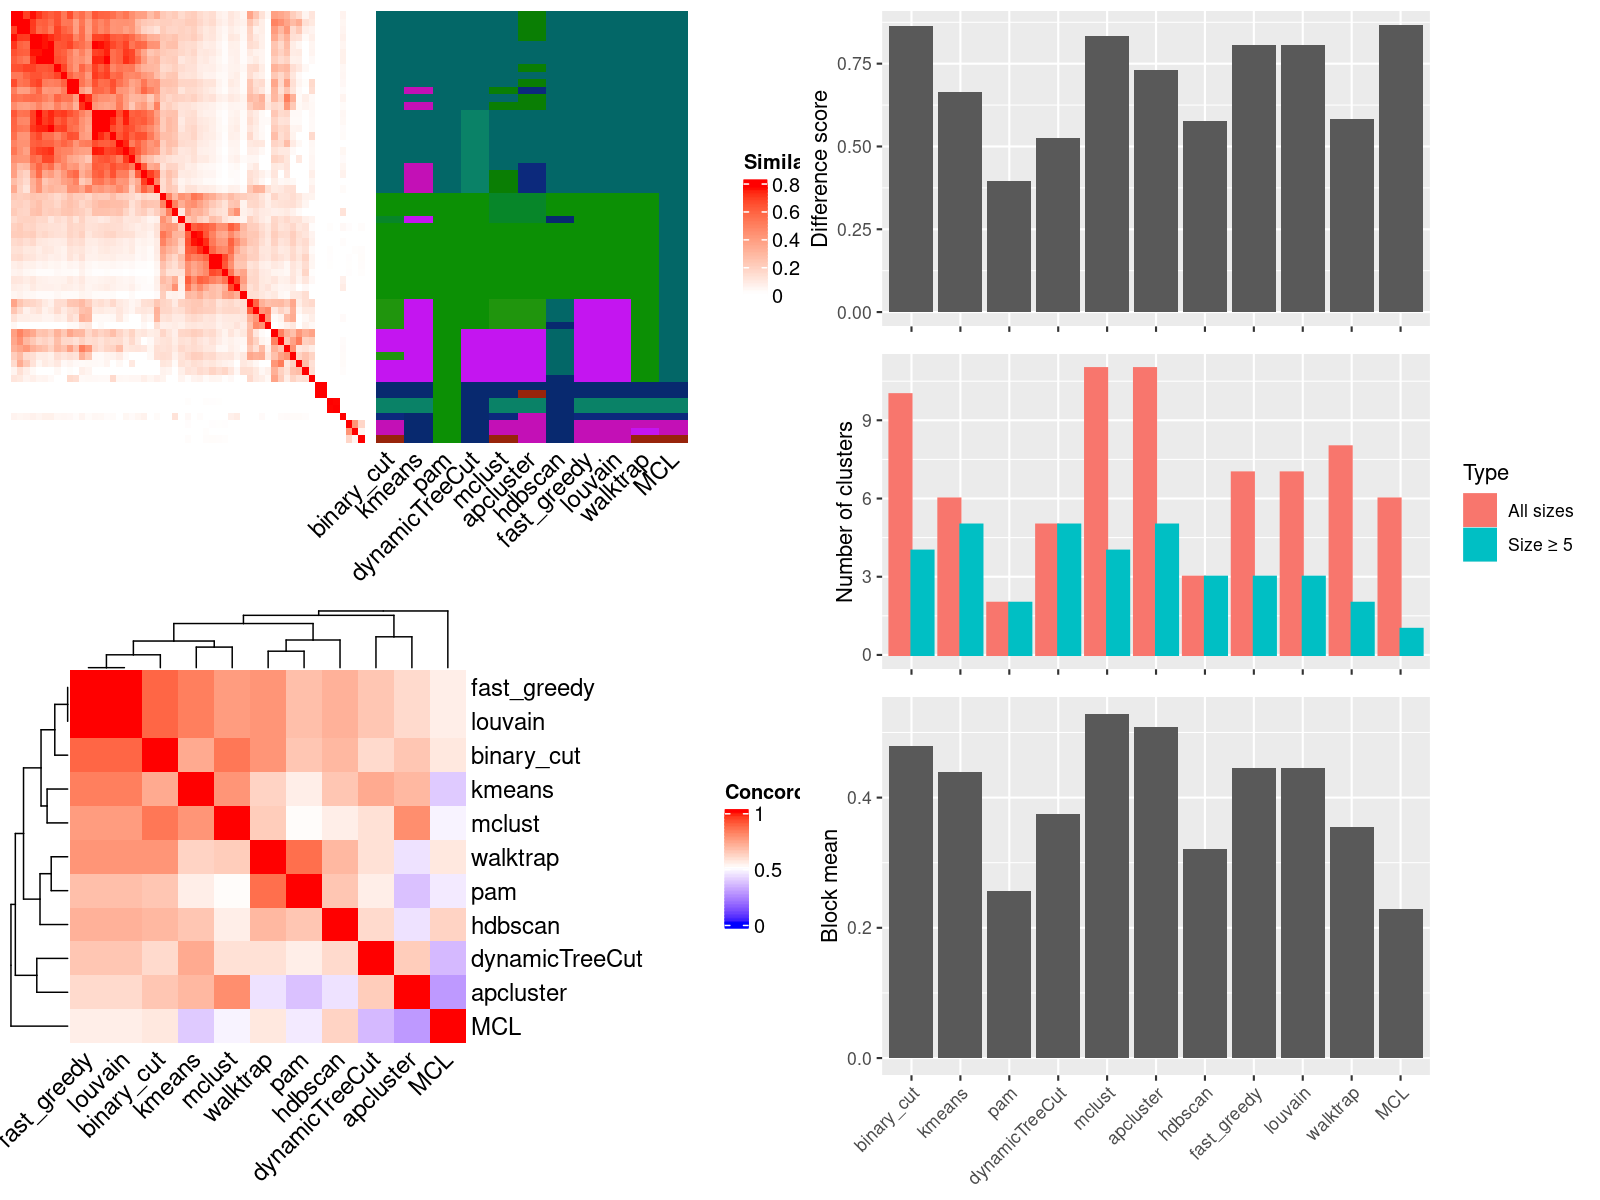 Simila
0.8
0.6
0.4
0.2
0
binary_cut
kmeans
pam
dynamicTreeCut
mclust
apcluster
hdbscan
fast_greedy
louvain
walktrap
MCL
Difference score
0.75
0.50
0.25
0.00
Number of clusters
9
6
3
0
Type
All sizes
Size ≥ 5
fast_greedy
louvain
binary_cut
kmeans
mclust
walktrap
pam
hdbscan
dynamicTreeCut
apcluster
MCL
fast_greedy
louvain
binary_cut
kmeans
mclust
walktrap
pam
hdbscan
dynamicTreeCut
apcluster
MCL
Concord
1
0.5
0
Block mean
0.4
0.2
0.0
binary_cut
kmeans
pam
dynamicTreeCut
mclust
apcluster
hdbscan
fast_greedy
louvain
walktrap
MCL